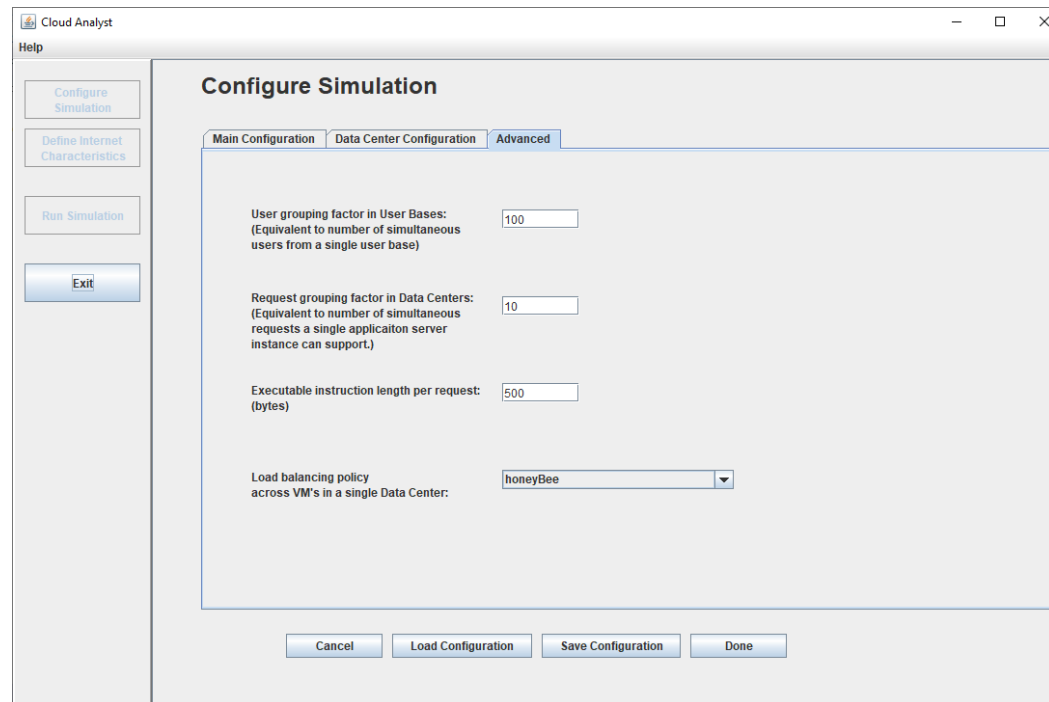 Cloud Analyst
Help
Configure
Simulation
Define Internet
Characteristics
Run Simulation
Exit
Configure Simulation
Main Configuration
Data Center Configuration
Advanced
User grouping factor in User Bases:
(Equivalent to number of simultaneous
users from a single user base)
100
Request grouping factor in Data Centers:
(Equivalent to number of simultaneous
requests a single applicaiton server
instance can support.)
10
Executable instruction length per request:
(bytes)
500
Load balancing policy
across VM's in a single Data Center:
honeyBee
Cancel
Load Configuration
Save Configuration
Done